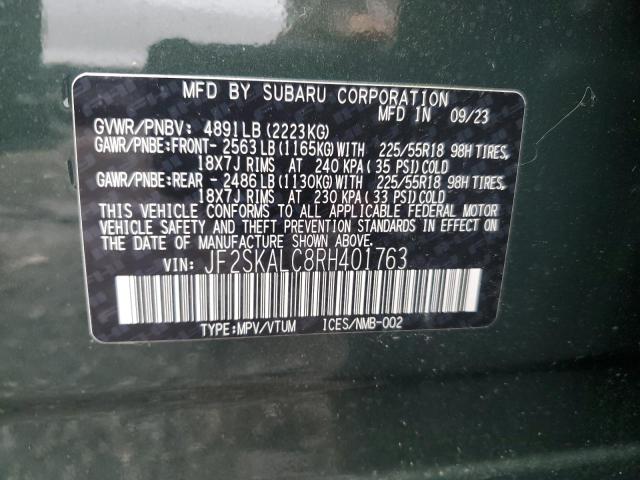 MFD BY SUBARU CORPORATION
MFD IN 09/23
GVWR/PNBV: 4891LB(2223KG)
GAWR/PNBE:FRONT-2563LB(1165KG)WITH 225/55R18 98H TIRES,
18X7J RIMS AT 240 KPA(35 PSI)COLD
GAWR/PNBE:REAR -2486LB(1130KG)WITH 225/55R18 98H TIRES,
18X7J RIMS AT 230 KPA(33 PSI)COLD
THIS VEHICLE CONFORMS TO ALL APPLICABLE FEDERAL MOTOR
VEHICLE SAFETY AND THEFT PREVENTION STANDARDS IN EFFECT ON
THE DATE OF MANUFACTURE SHOWN ABOVE.
VIN: JF2SKALC8RH401763
TYPE:MPV/VTUM ICES/NMB-002